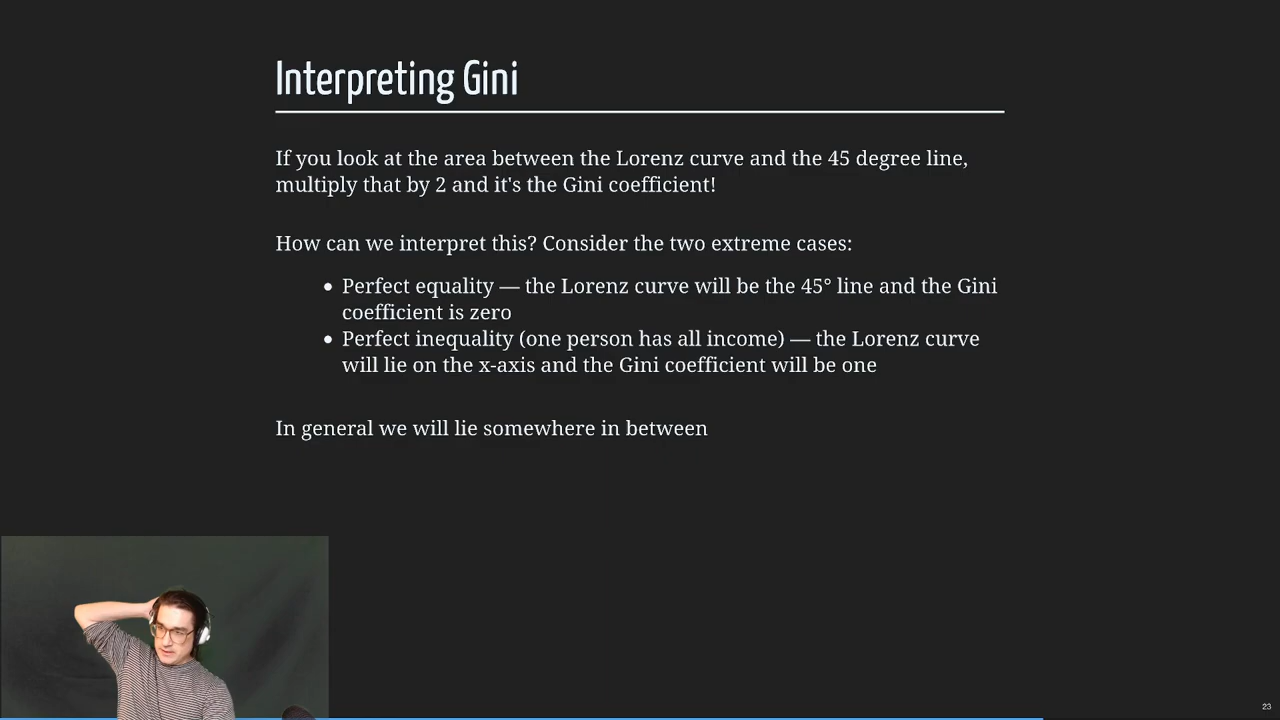 Interpreting Gini
If you look at the area between the Lorenz curve and the 45 degree line,
multiply that by 2 and it's the Gini coefficient!
How can we interpret this? Consider the two extreme cases:
• Perfect equality — the Lorenz curve will be the 45° line and the Gini
coefficient is zero
• Perfect inequality (one person has all income) — the Lorenz curve
will lie on the x-axis and the Gini coefficient will be one
In general we will lie somewhere in between
23